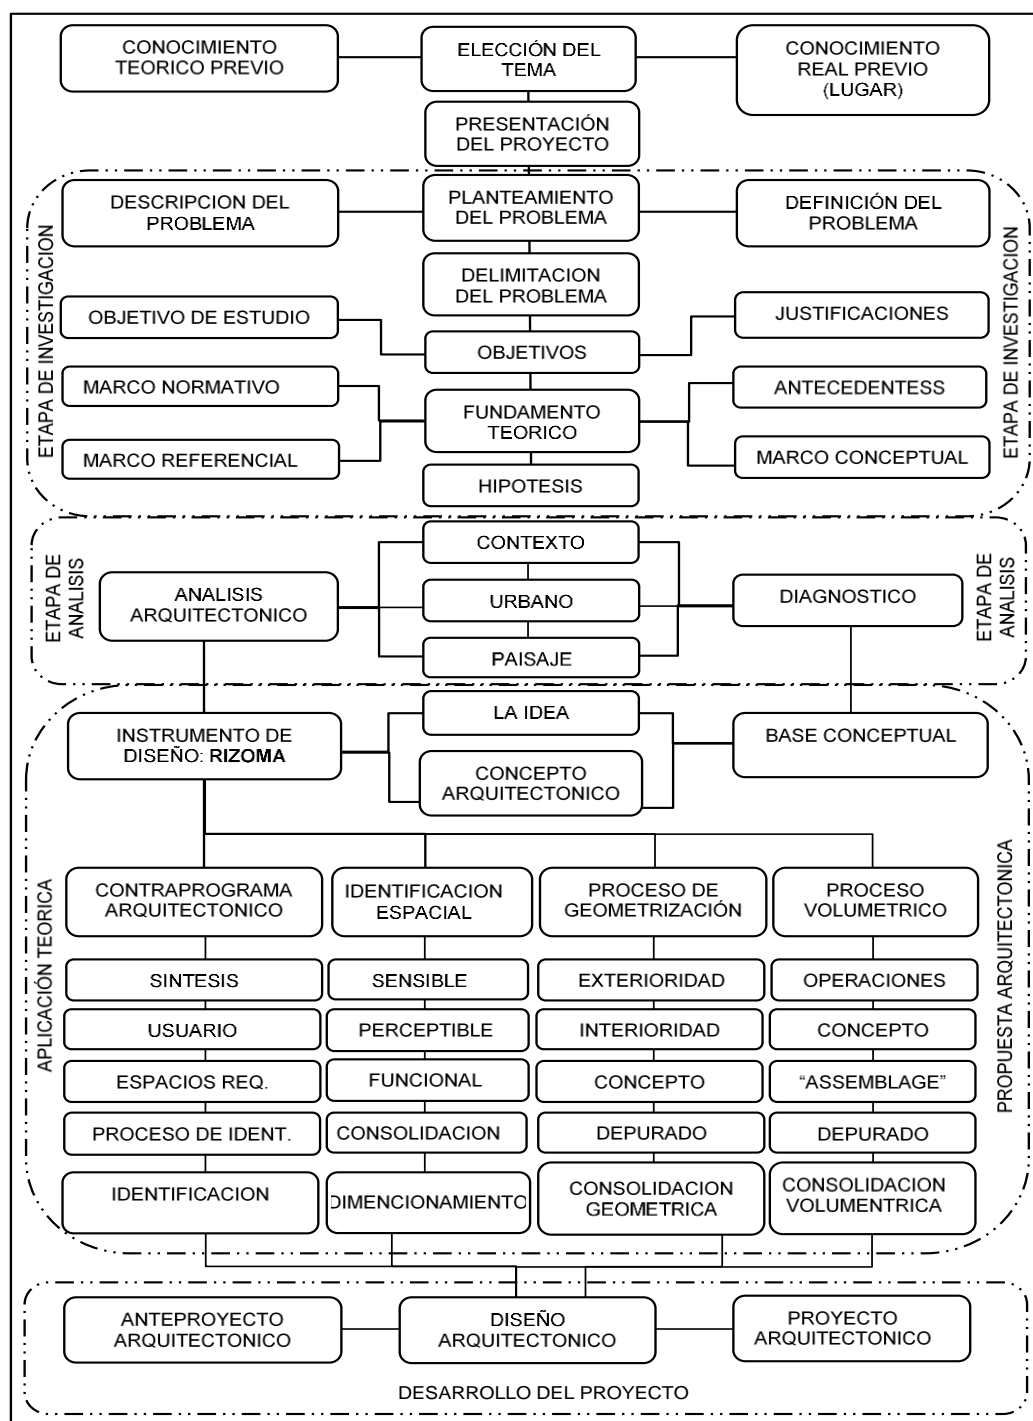 CONOCIMIENTO
TEORICO PREVIO
ELECCIÓN DEL
TEMA
CONOCIMIENTO
REAL PREVIO
(LUGAR)
PRESENTACIÓN
DEL PROYECTO
ETAPA DE INVESTIGACION
DESCRIPCION DEL
PROBLEMA
PLANTEAMIENTO
DEL PROBLEMA
DEFINICIÓN DEL
PROBLEMA
ETAPA DE INVESTIGACION
DELIMITACION
DEL PROBLEMA
OBJETIVO DE ESTUDIO
OBJETIVOS
JUSTIFICACIONES
MARCO NORMATIVO
FUNDAMENTO
TEORICO
ANTECEDENTESS
MARCO REFERENCIAL
MARCO CONCEPTUAL
HIPOTESIS
ETAPA DE
ANALISIS
ANALISIS
ARQUITECTONICO
CONTEXTO
URBANO
PAISAJE
DIAGNOSTICO
ETAPA DE
ANALISIS
INSTRUMENTO DE
DISEÑO: RIZOMA
LA IDEA
CONCEPTO
ARQUITECTONICO
BASE CONCEPTUAL
APLICACIÓN TEORICA
PROPUESTA ARQUITECTONICA
CONTRAPROGRAMA
ARQUITECTONICO
IDENTIFICACION
ESPACIAL
PROCESO DE
GEOMETRIZACIÓN
PROCESO
VOLUMETRICO
SINTESIS
SENSIBLE
EXTERIORIDAD
OPERACIONES
USUARIO
PERCEPTIBLE
INTERIORIDAD
CONCEPTO
ESPACIOS REQ.
FUNCIONAL
CONCEPTO
“ASSEMBLAGE”
PROCESO DE IDENT.
CONSOLIDACION
DEPURADO
DEPURADO
IDENTIFICACION
DIMENCIONAMIENTO
CONSOLIDACION
GEOMETRICA
CONSOLIDACION
VOLUMENTRICA
ANTEPROYECTO
ARQUITECTONICO
DISEÑO
ARQUITECTONICO
PROYECTO
ARQUITECTONICO
DESARROLLO DEL PROYECTO